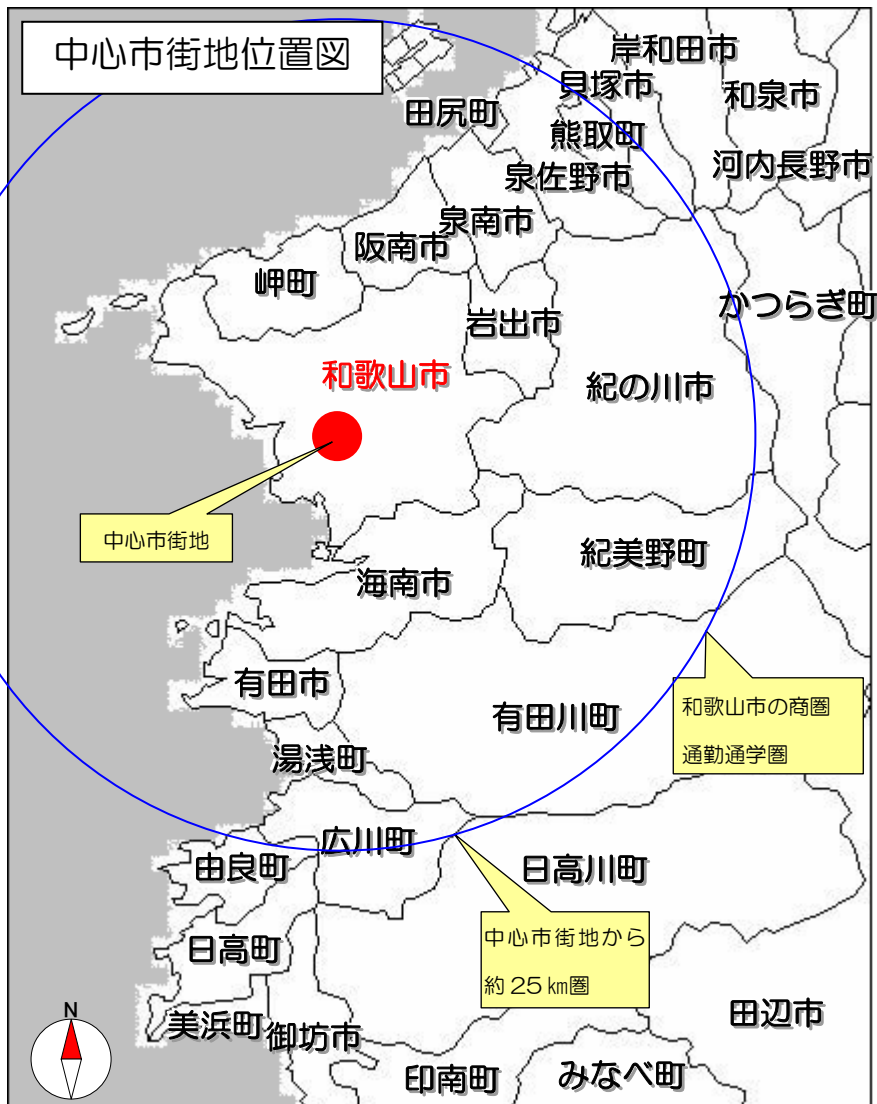 中心市街地位置図
岸和田市
貝塚市
和泉市
田尻町
熊取町
河内長野市
泉佐野市
泉南市
阪南市
岬町
かつらぎ町
岩出市
和歌山市
紀の川市
中心市街地
紀美野町
海南市
有田市
有田川町
和歌山市の商圏
通勤通学圏
湯浅町
広川町
由良町
日高川町
中心市街地から
約25㎞圏
日高町
美浜町
御坊市
田辺市
印南町
みなべ町
N